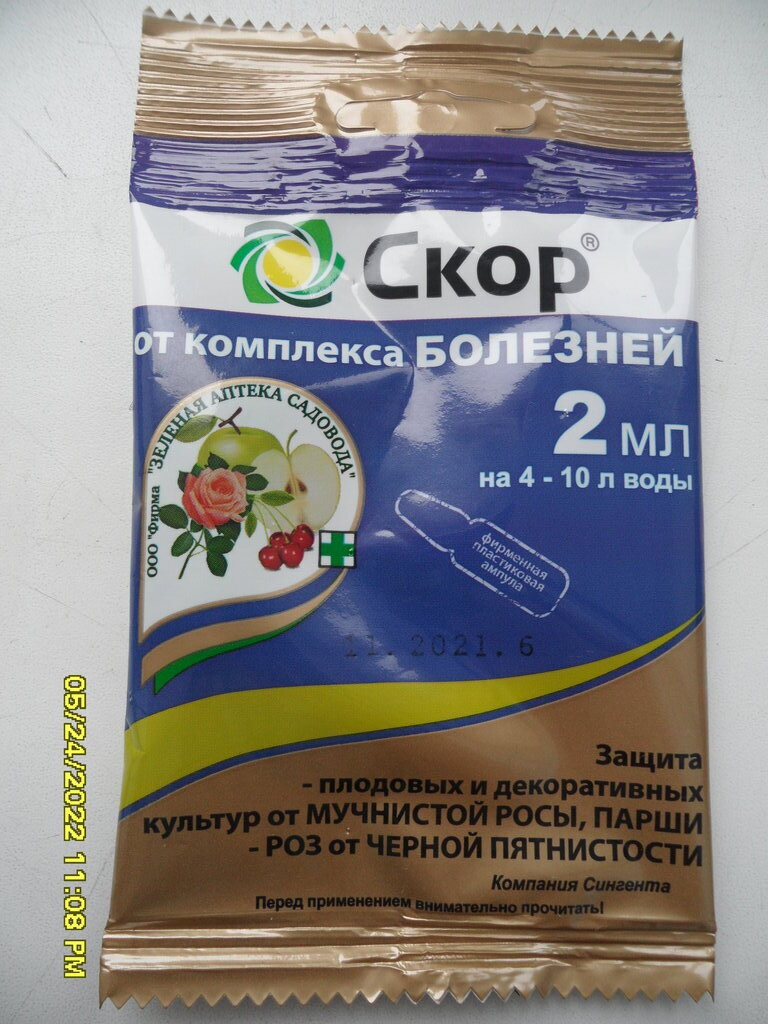 Скор®
от комплекса БОЛЕЗНЕЙ
ООО "Фирма "ЗЕЛЕНАЯ АПТЕКА САДОВОДА"
2 мл
на 4 - 10 л воды
фирменная
пластиковая
ампула
11.2021.6
Защита
- плодовых и декоративных
культур от МУЧНИСТОЙ РОСЫ, ПАРШИ
- РОЗ от ЧЕРНОЙ ПЯТНИСТОСТИ
Компания Сингента
Перед применением внимательно прочитать!
05/24/2022 11:08 PM